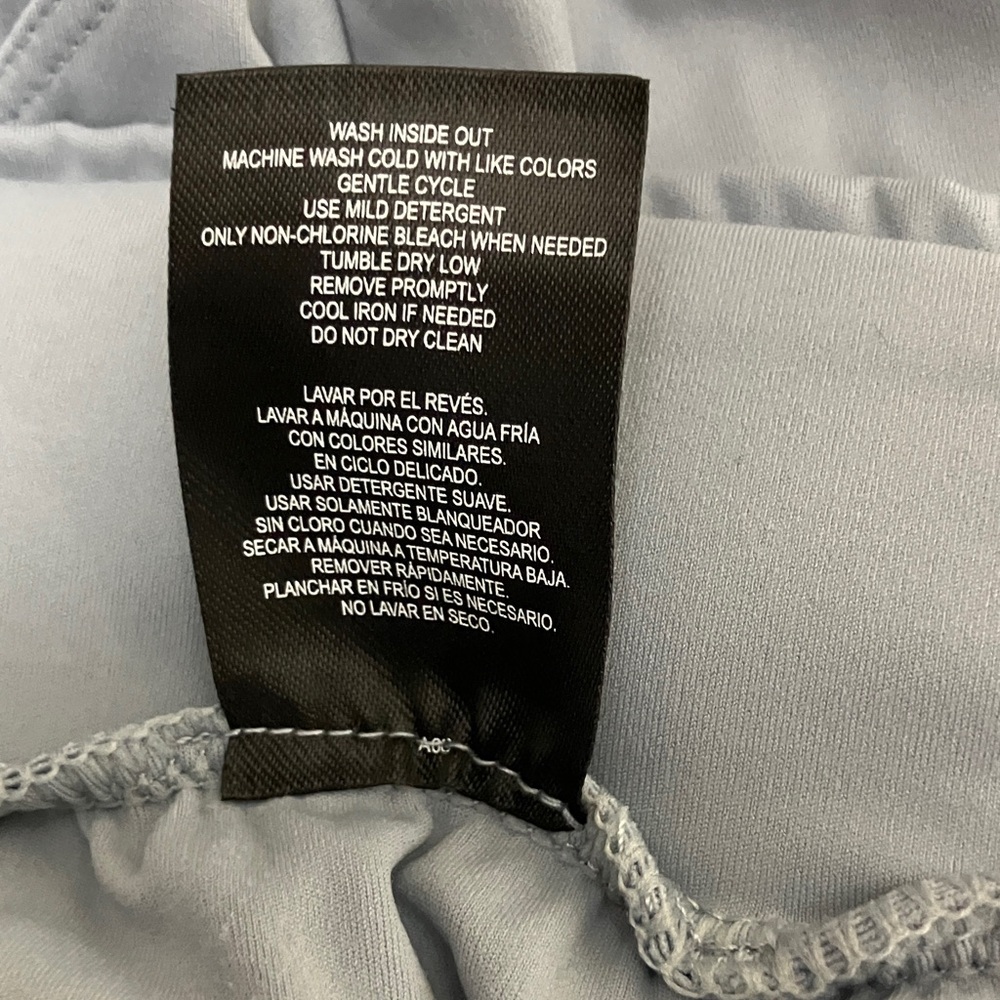 WASH INSIDE OUT
MACHINE WASH COLD WITH LIKE COLORS
GENTLE CYCLE
USE MILD DETERGENT
ONLY NON-CHLORINE BLEACH WHEN NEEDED
TUMBLE DRY LOW
REMOVE PROMPTLY
COOL IRON IF NEEDED
DO NOT DRY CLEAN
LAVAR POR EL REVÉS.
LAVAR A MÁQUINA CON AGUA FRÍA
CON COLORES SIMILARES.
EN CICLO DELICADO.
USAR DETERGENTE SUAVE.
USAR SOLAMENTE BLANQUEADOR
SIN CLORO CUANDO SEA NECESARIO.
SECAR A MÁQUINA A TEMPERATURA BAJA.
REMOVER RÁPIDAMENTE.
PLANCHAR EN FRÍO SI ES NECESARIO.
NO LAVAR EN SECO.